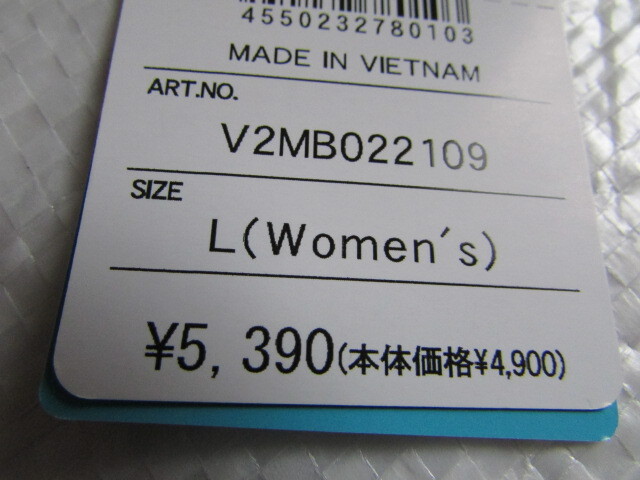 4550232780103
MADE IN VIETNAM
ART.NO.
V2MB022109
SIZE
L(Women's)
¥5,390(本体価格¥4,900)